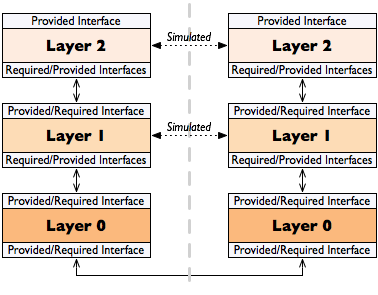 Provided Interface
Layer 2
Required/Provided Interfaces
Simulated
Provided Interface
Layer 2
Required/Provided Interfaces
Provided/Required Interface
Layer 1
Required/Provided Interfaces
Simulated
Provided/Required Interface
Layer 1
Required/Provided Interfaces
Provided/Required Interface
Layer 0
Provided/Required Interface
Provided/Required Interface
Layer 0
Provided/Required Interface